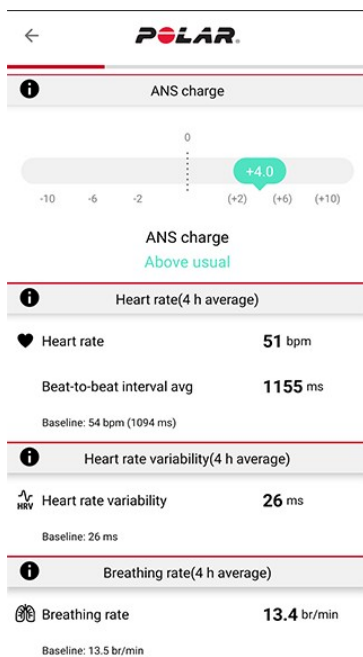 POLAR.
ANS charge
0
+4.0
-10 -6 -2 (+2) (+6) (+10)
ANS charge
Above usual
Heart rate(4 h average)
Heart rate 51 bpm
Beat-to-beat interval avg 1155 ms
Baseline: 54 bpm (1094 ms)
Heart rate variability(4 h average)
HRV Heart rate variability 26 ms
Baseline: 26 ms
Breathing rate(4 h average)
Breathing rate 13.4 br/min
Baseline: 13.5 br/min